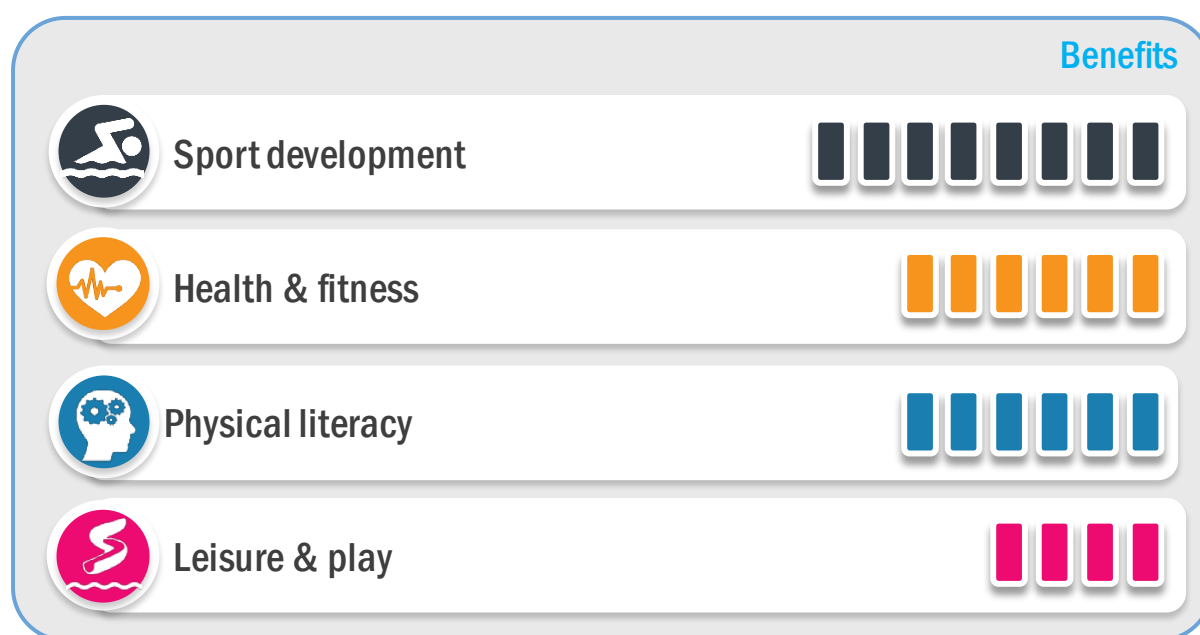 Benefits
Sport development
Health & fitness
Physical literacy
Leisure & play